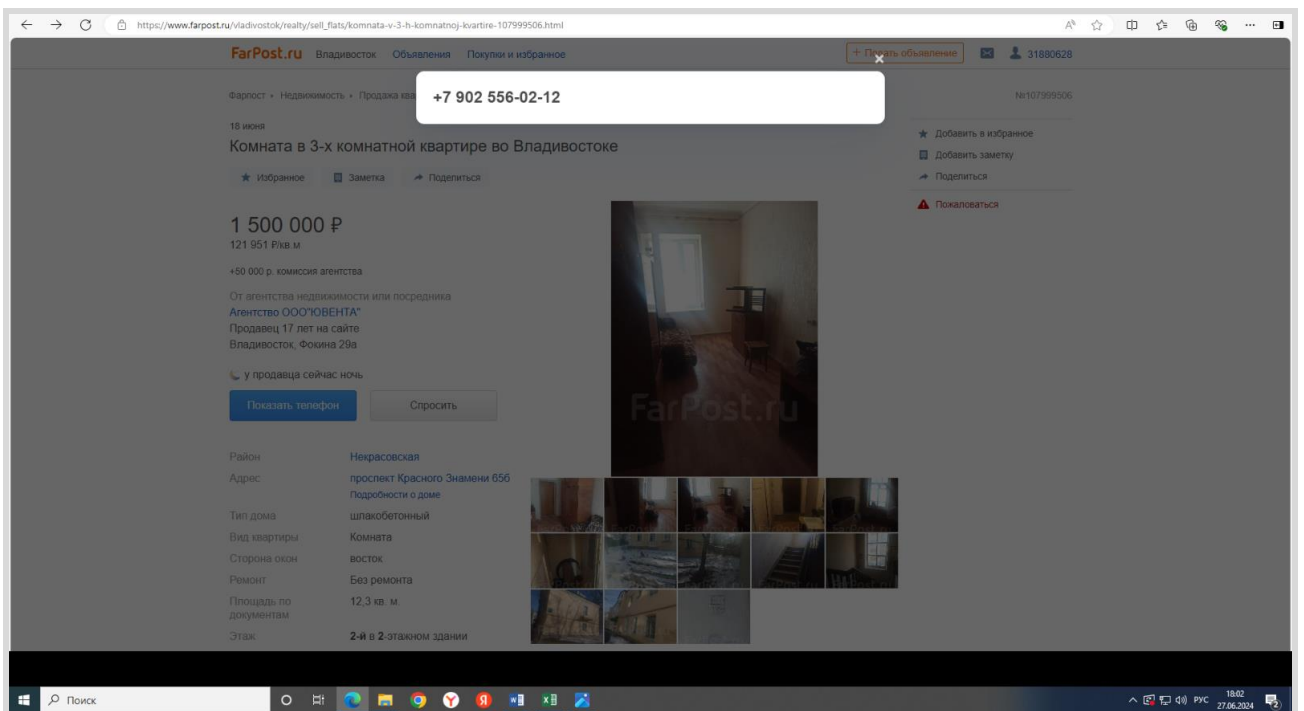 https://www.farpost.ru/vladivostok/realty/sell_flats/komnata-v-3-h-komnatnoj-kvartire-107999506.html
FarPost.ru Владивосток Объявления Покупки и избранное + Подать объявление 31880628
×
Фарпост Недвижимость Продажа ква №107999506
+7 902 556-02-12
18 июня
Комната в 3-х комнатной квартире во Владивостоке
Избранное Заметка Поделиться
Добавить в избранное
Добавить заметку
Поделиться
Пожаловаться
1 500 000 ₽
121 951 ₽/кв.м
+50 000 р. комиссия агентства
От агентства недвижимости или посредника
Агентство ООО"ЮВЕНТА"
Продавец 17 лет на сайте
Владивосток, Фокина 29а
у продавца сейчас ночь
Показать телефон Спросить
FarPost.ru
Район Некрасовская
Адрес проспект Красного Знамени 65б
Подробности о доме
Тип дома шлакобетонный
Вид квартиры Комната
Сторона окон восток
Ремонт Без ремонта
Площадь по 12,3 кв. м.
документам
Этаж 2-й в 2-этажном здании
Поиск РУС 18:02
27.06.2024